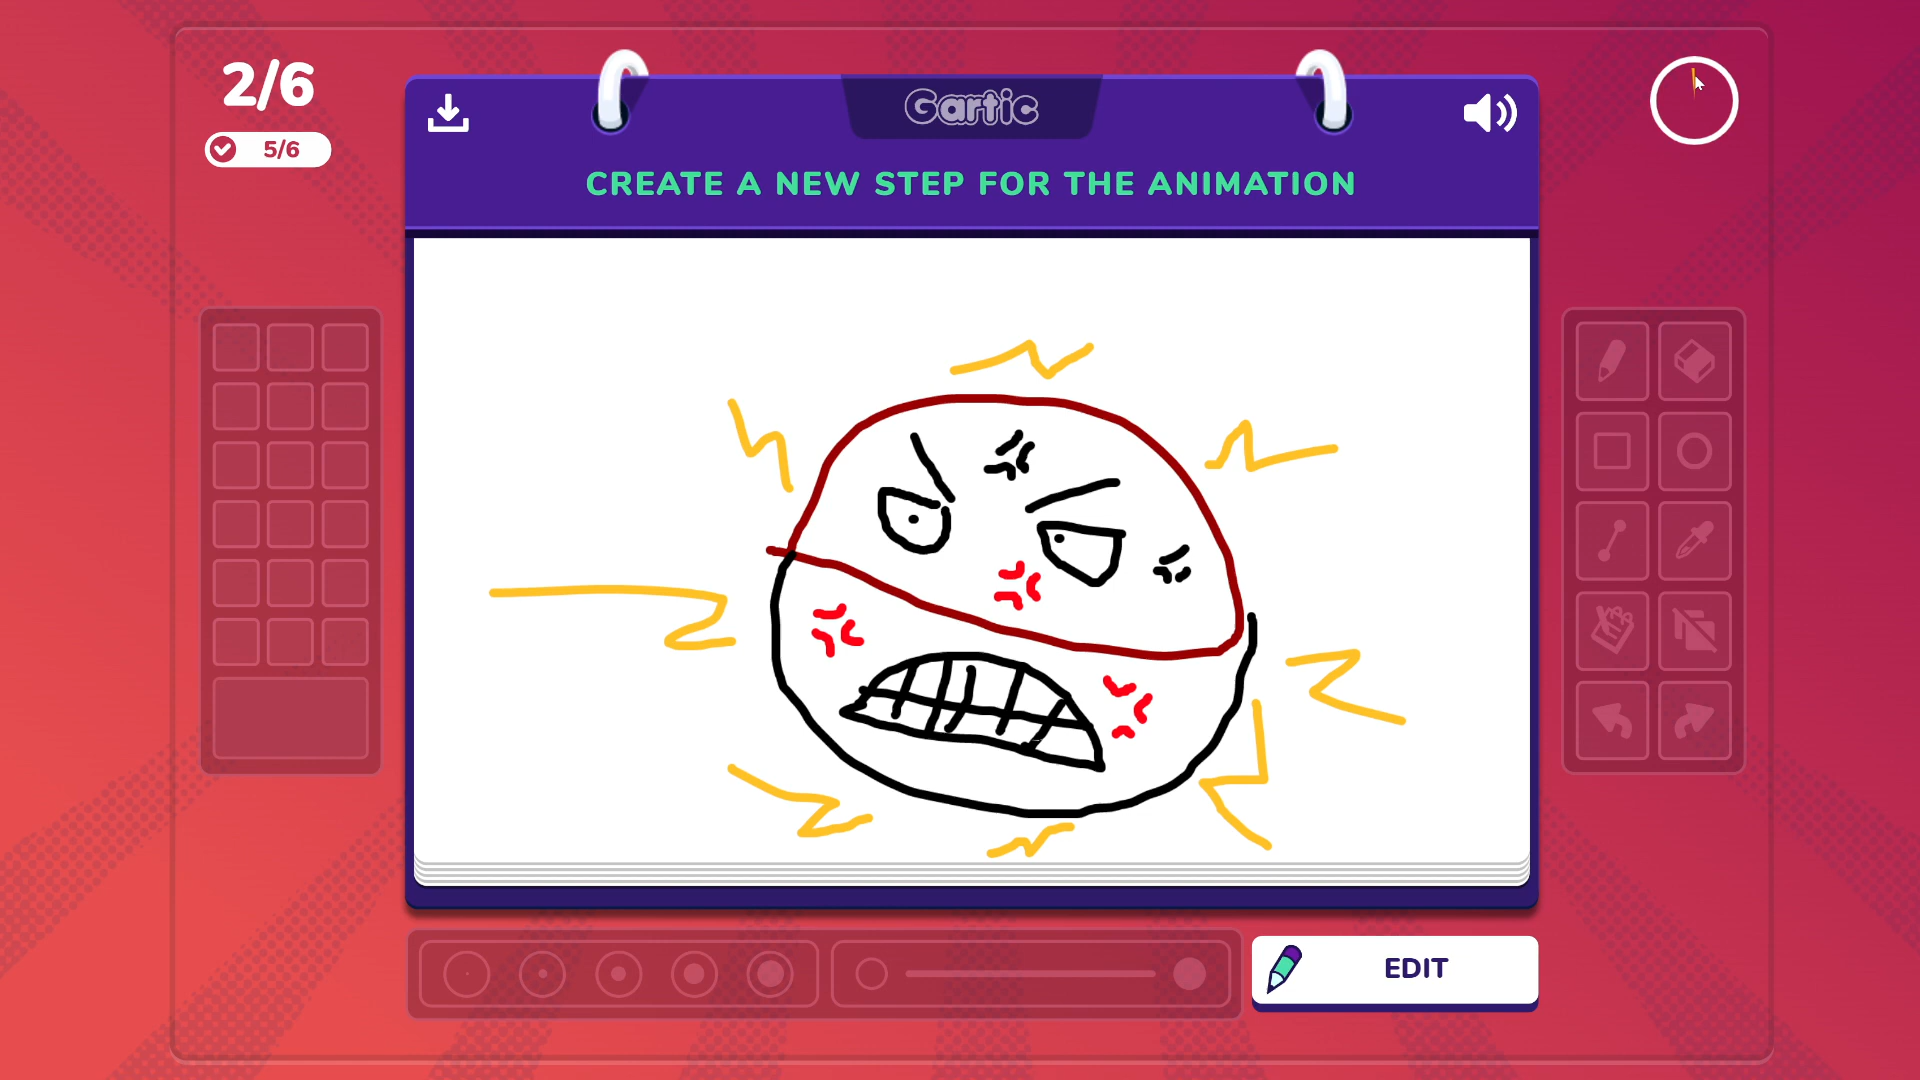 2/6
5/6
Gartic
CREATE A NEW STEP FOR THE ANIMATION
EDIT